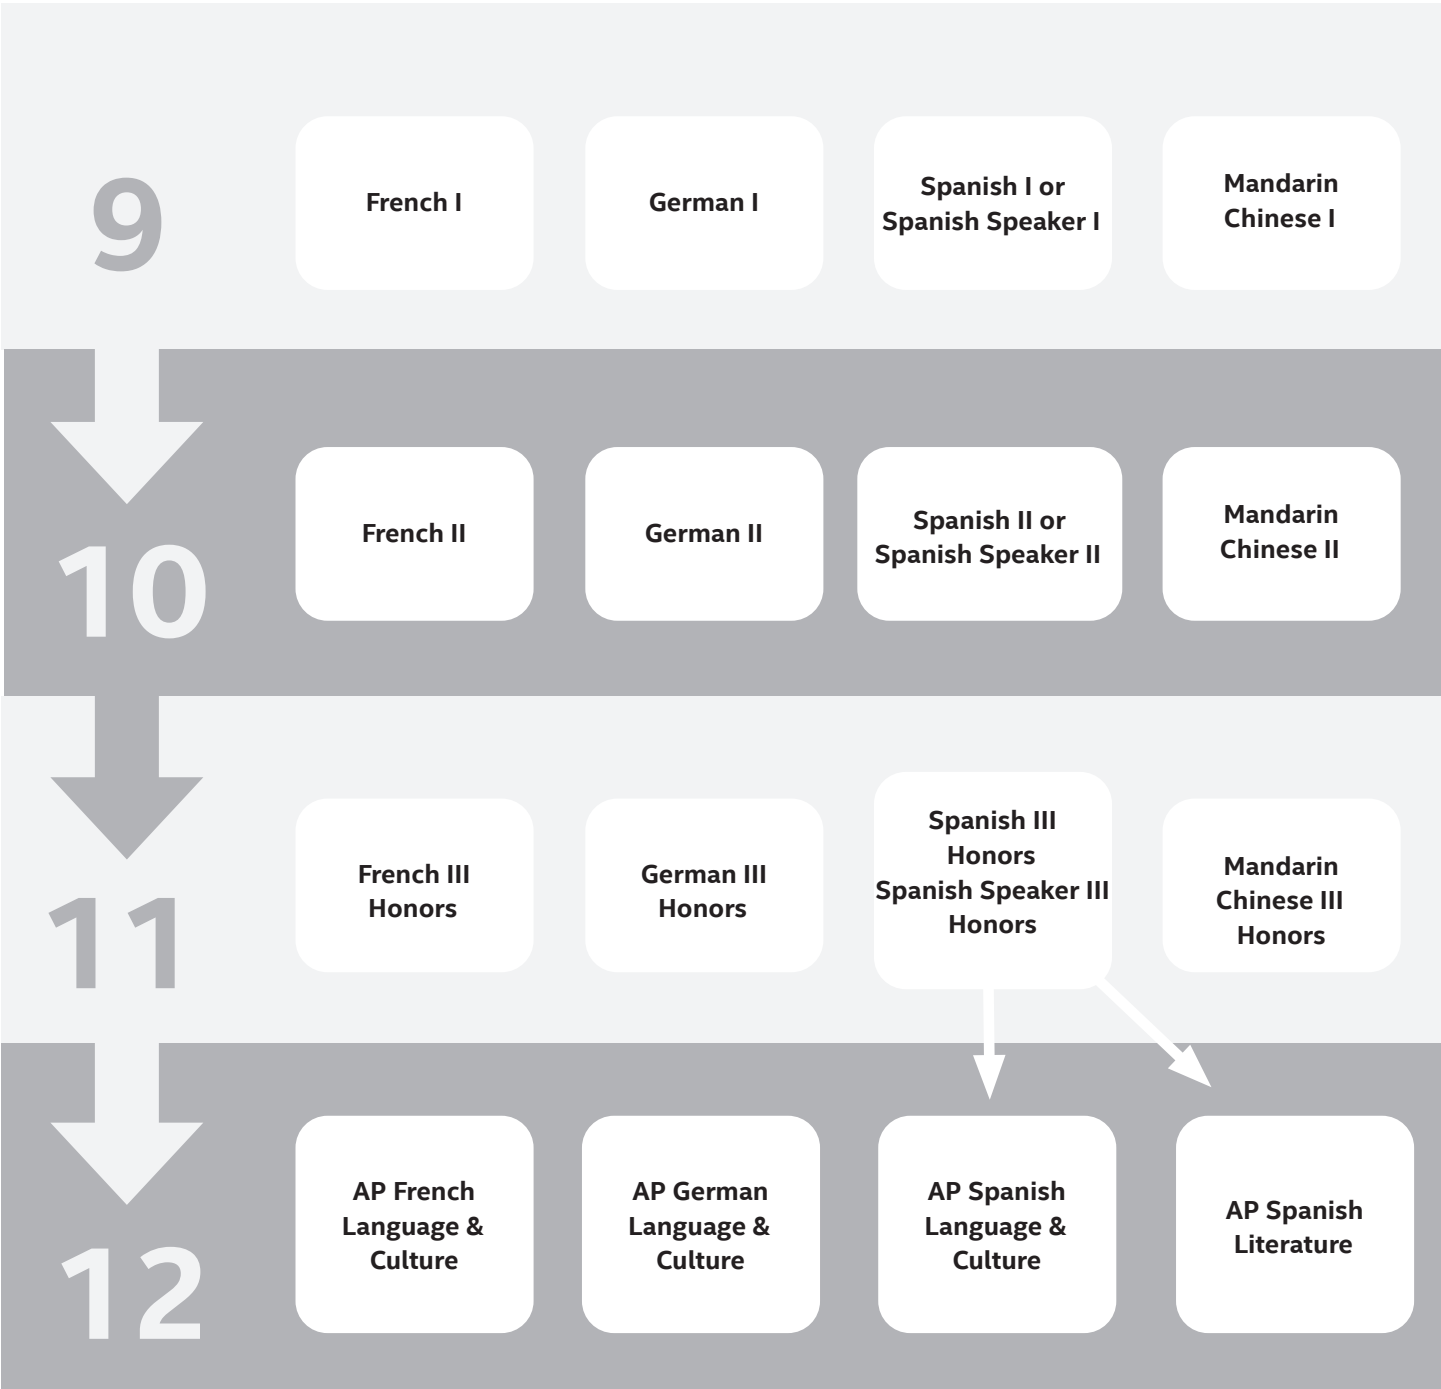 9
French I
German I
Spanish I or
Spanish Speaker I
Mandarin
Chinese I
10
French II
German II
Spanish II or
Spanish Speaker II
Mandarin
Chinese II
11
French III
Honors
German III
Honors
Spanish III
Honors
Spanish Speaker III
Honors
Mandarin
Chinese III
Honors
12
AP French
Language &
Culture
AP German
Language &
Culture
AP Spanish
Language &
Culture
AP Spanish
Literature